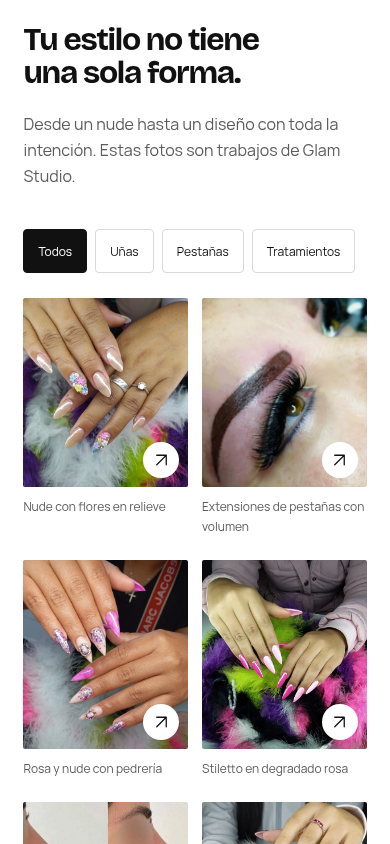 Tu estilo no tiene
una sola forma.
Desde un nude hasta un diseño con toda la
intención. Estas fotos son trabajos de Glam
Studio.
Todos
Uñas
Pestañas
Tratamientos
Nude con flores en relieve
Extensiones de pestañas con
volumen
ARC JACOBS
Rosa y nude con pedrería
Stiletto en degradado rosa